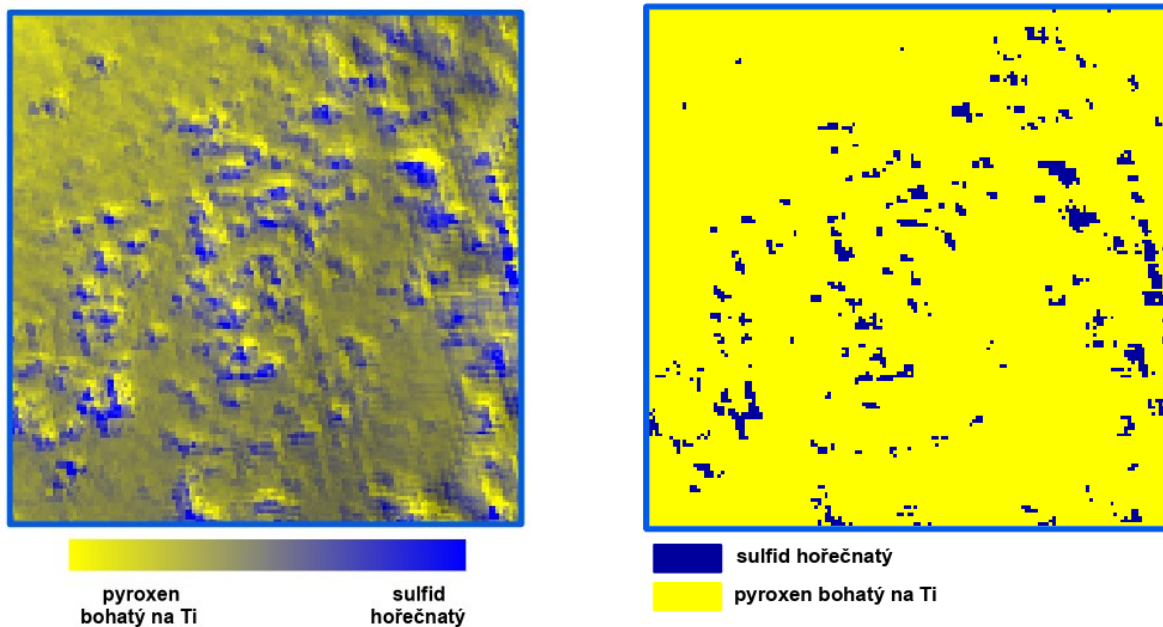 pyroxen
bohatý na Ti
sulfid
hořečnatý
sulfid hořečnatý
pyroxen bohatý na Ti